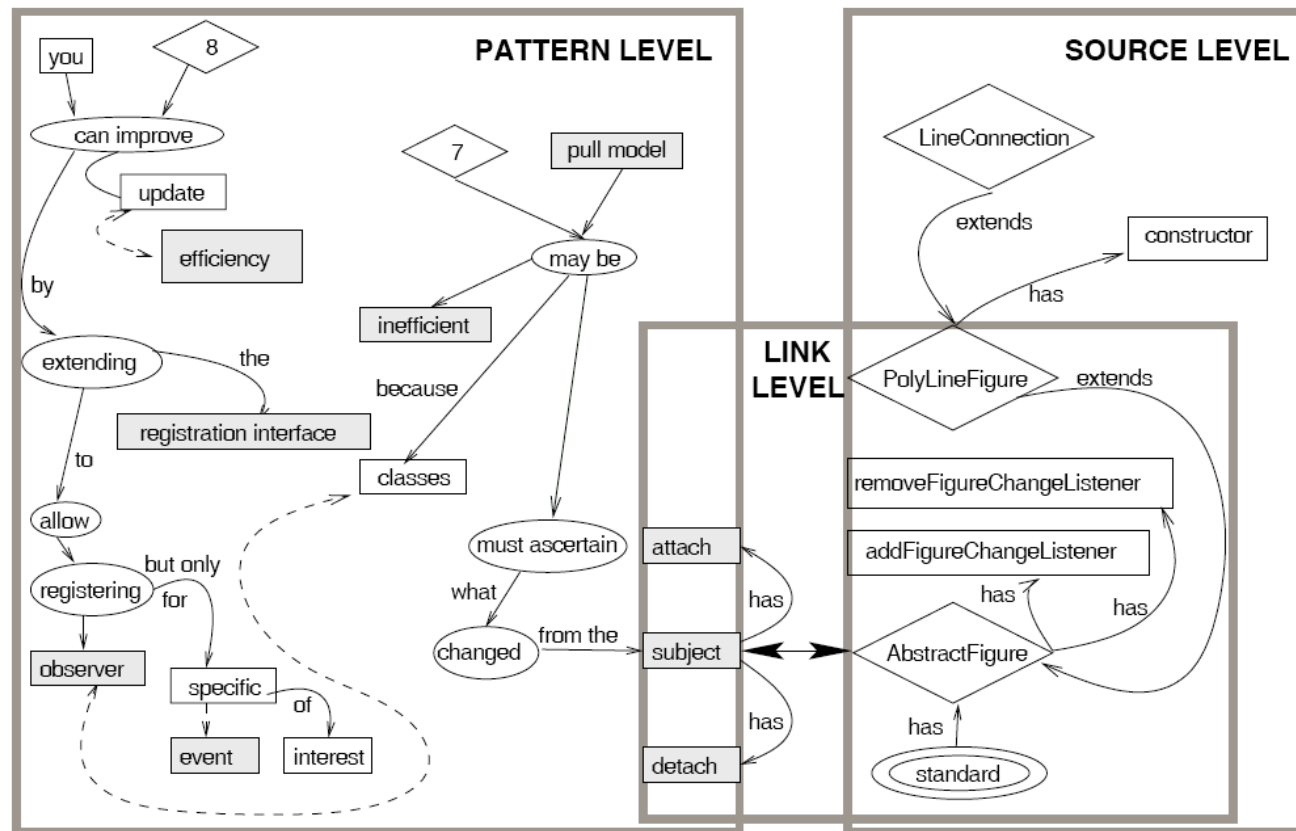 PATTERN LEVEL
you
8
can improve
update
efficiency
by
extending
the
registration interface
to
allow
registering
but only
for
observer
specific
of
event
interest
7
pull model
may be
inefficient
because
classes
must ascertain
what
changed
from the
LINK
LEVEL
attach
has
subject
has
detach
SOURCE LEVEL
LineConnection
extends
constructor
has
PolyLineFigure
extends
removeFigureChangeListener
addFigureChangeListener
has
has
AbstractFigure
has
standard